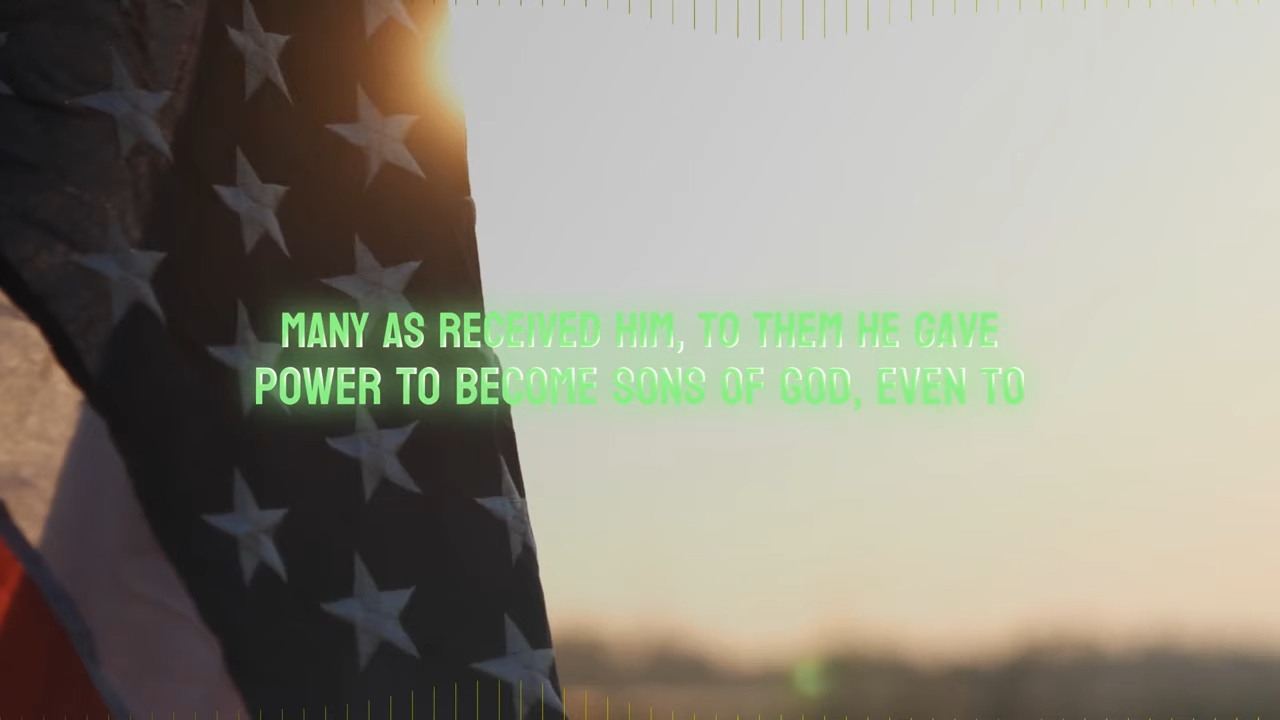 MANY AS RECEIVED HIM, TO THEM HE GAVE
POWER TO BECOME SONS OF GOD, EVEN TO